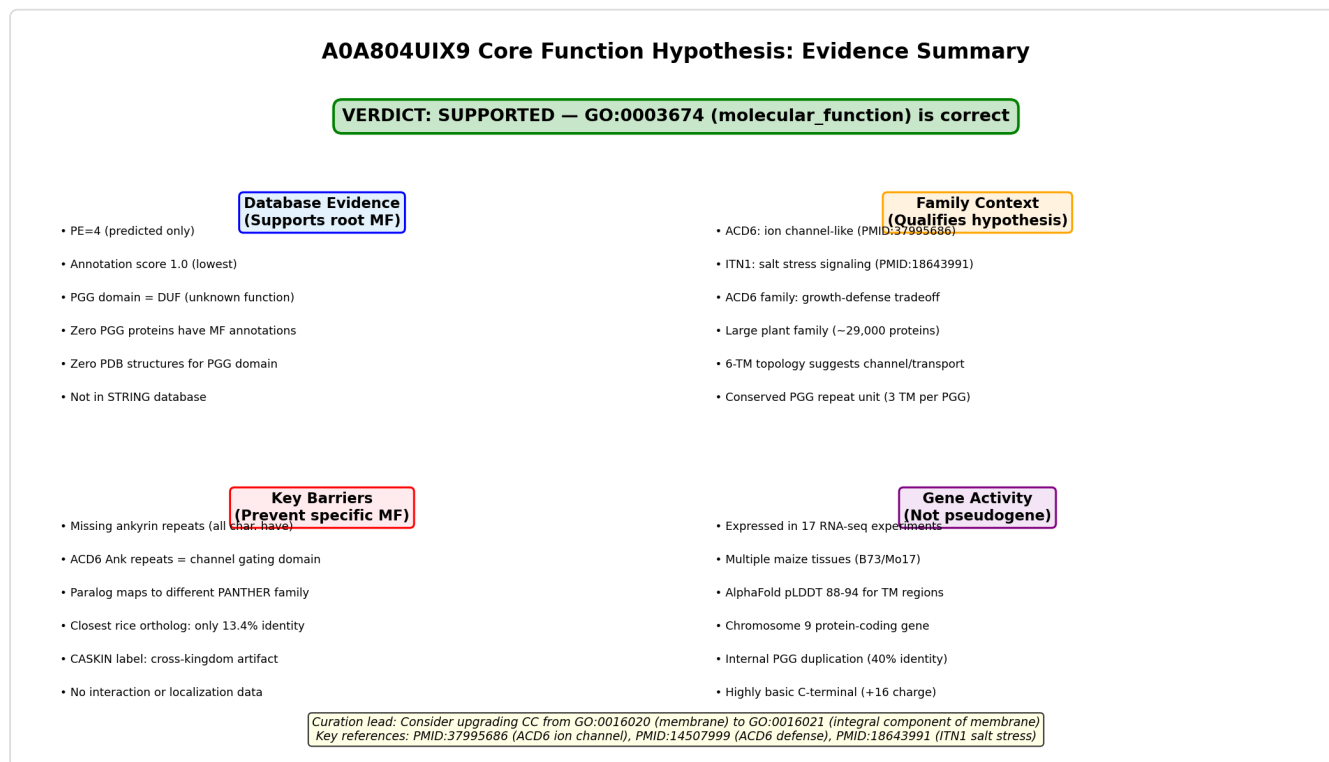 A0A804UIX9 Core Function Hypothesis: Evidence Summary
VERDICT: SUPPORTED — GO:0003674 (molecular_function) is correct
Database Evidence
(Supports root MF)
• PE=4 (predicted only)
• Annotation score 1.0 (lowest)
• PGG domain = DUF (unknown function)
• Zero PGG proteins have MF annotations
• Zero PDB structures for PGG domain
• Not in STRING database
Family Context
(Qualifies hypothesis)
• ACD6: ion channel-like (PMID:37995686)
• ITN1: salt stress signaling (PMID:18643991)
• ACD6 family: growth-defense tradeoff
• Large plant family (~29,000 proteins)
• 6-TM topology suggests channel/transport
• Conserved PGG repeat unit (3 TM per PGG)
Key Barriers
(Prevent specific MF)
• Missing ankyrin repeats (all char. have)
• ACD6 Ank repeats = channel gating domain
• Paralog maps to different PANTHER family
• Closest rice ortholog: only 13.4% identity
• CASKIN label: cross-kingdom artifact
• No interaction or localization data
Gene Activity
(Not pseudogene)
• Expressed in 17 RNA-seq experiments
• Multiple maize tissues (B73/Mo17)
• AlphaFold pLDDT 88-94 for TM regions
• Chromosome 9 protein-coding gene
• Internal PGG duplication (40% identity)
• Highly basic C-terminal (+16 charge)
Curation lead: Consider upgrading CC from GO:0016020 (membrane) to GO:0016021 (integral component of membrane)
Key references: PMID:37995686 (ACD6 ion channel), PMID:14507999 (ACD6 defense), PMID:18643991 (ITN1 salt stress)